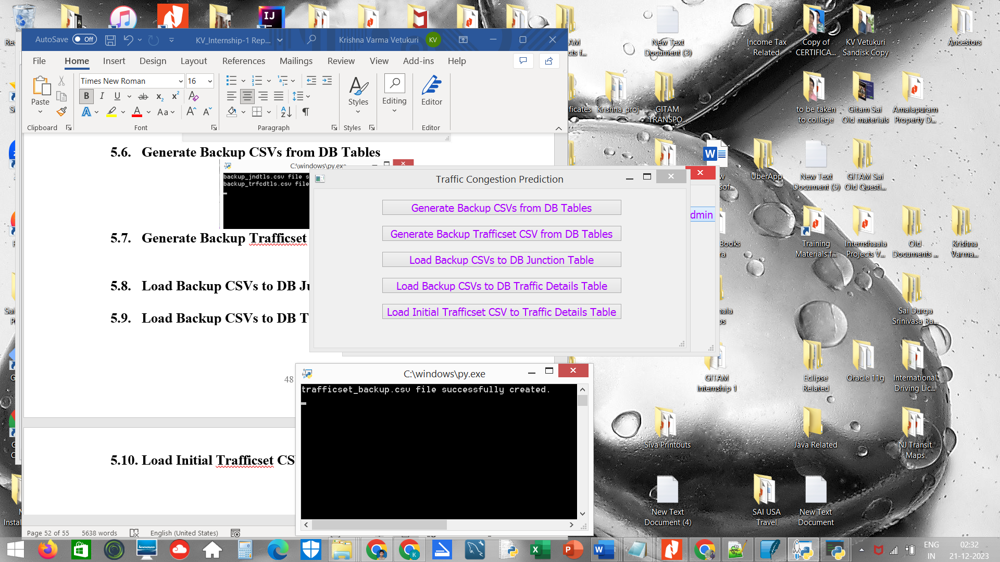 AutoSave Off
KV_Internship-1 Rep...
Krishna Varma Vetukuri KV
File Home Insert Design Layout References Mailings Review View Add-ins Help
Times New Roman 16
Paste
Styles
Editing
Editor
Clipboard Font Paragraph Styles Editor
5.6. Generate Backup CSVs from DB Tables
C:\windows\py.exe
backup_jndtls.csv file s
backup_trfcdtls.csv file
5.7. Generate Backup Trafficset
5.8. Load Backup CSVs to DB Ju
5.9. Load Backup CSVs to DB T
48
5.10. Load Initial Trafficset CS
Page 52 of 55 5638 words English (United States)
Traffic Congestion Prediction
Generate Backup CSVs from DB Tables
Generate Backup Trafficset CSV from DB Tables
Load Backup CSVs to DB Junction Table
Load Backup CSVs to DB Traffic Details Table
Load Initial Trafficset CSV to Traffic Details Table
dmin
C:\windows\py.exe
trafficset_backup.csv file successfully created.
New Text
Document (3)
Income Tax
Related
Copy of
CERTIFICA...
KV Vetukuri
Sandisk Copy
Ancestors
ificates
Krishna_proj
GITAM
TRANSPO...
to be taken
to college
Gitam Sai
Old materials
Amalapuram
Property D...
UberApp
New Text
Document (5)
GITAM Sai
Old Questi...
Books
Training
Materials f...
Internshaala
Projects V...
Old
Documents ...
Krishna
Varma...
Sai Durga
Srinivasa Ra...
GITAM
Internship 1
Eclipse
Related
Oracle 11g
International
Driving Lic...
Siva Printouts
Java Related
NJ Transit
Maps
New Text
Document (4)
SAI USA
Travel
New Text
Document
ENG
IN
02:32
21-12-2023